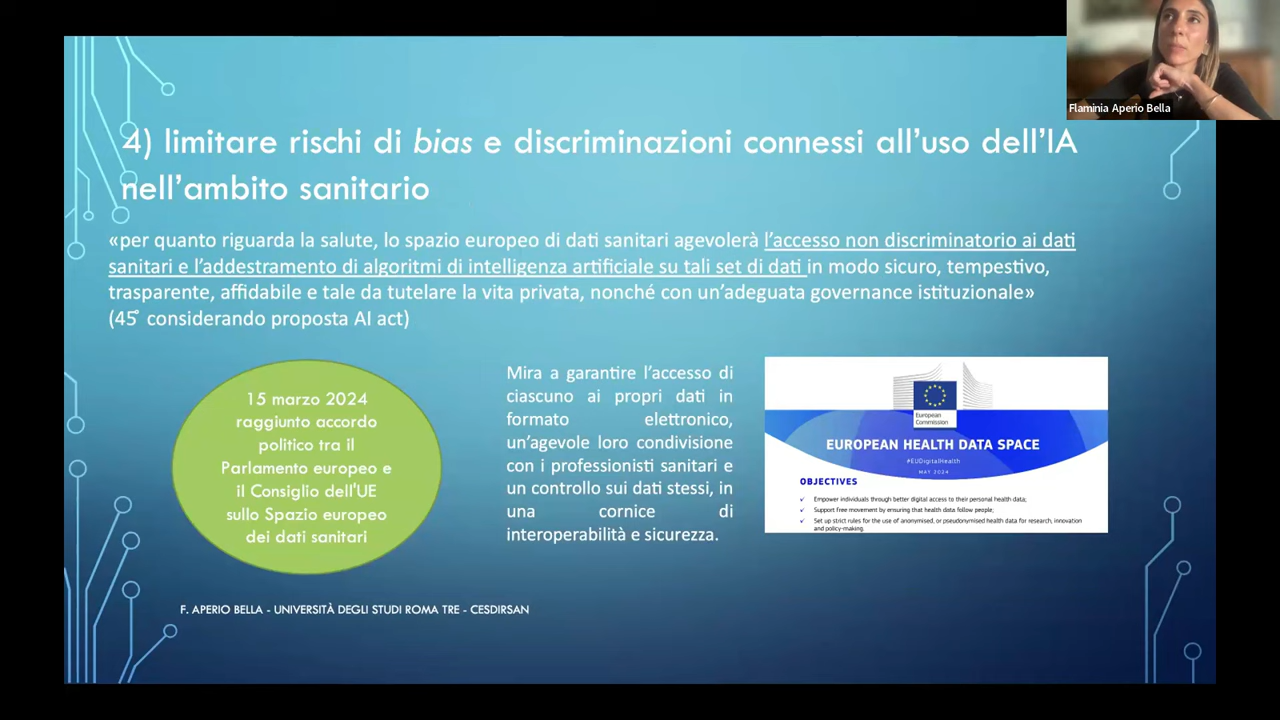 Flaminia Aperio Bella
4) limitare rischi di bias e discriminazioni connessi all'uso dell'IA
nell'ambito sanitario
«per quanto riguarda la salute, lo spazio europeo di dati sanitari agevolerà l'accesso non discriminatorio ai dati
sanitari e l'addestramento di algoritmi di intelligenza artificiale su tali set di dati in modo sicuro, tempestivo,
trasparente, affidabile e tale da tutelare la vita privata, nonché con un'adeguata governance istituzionale»
(45° considerando proposta AI act)
15 marzo 2024
raggiunto accordo
politico tra il
Parlamento europeo e
il Consiglio dell'UE
sullo Spazio europeo
dei dati sanitari
Mira a garantire l'accesso di
ciascuno ai propri dati in
formato elettronico,
un'agevole loro condivisione
con i professionisti sanitari e
un controllo sui dati stessi, in
una cornice di
interoperabilità e sicurezza.
European
Commission
EUROPEAN HEALTH DATA SPACE
#EUDigitalHealth
MAY 2024
OBJECTIVES
✓ Empower individuals through better digital access to their personal health data;
✓ Support free movement by ensuring that health data follow people;
✓ Set up strict rules for the use of anonymised, or pseudonymised health data for research, innovation
and policy-making.
F. APERIO BELLA - UNIVERSITÀ DEGLI STUDI ROMA TRE - CESDIRSAN